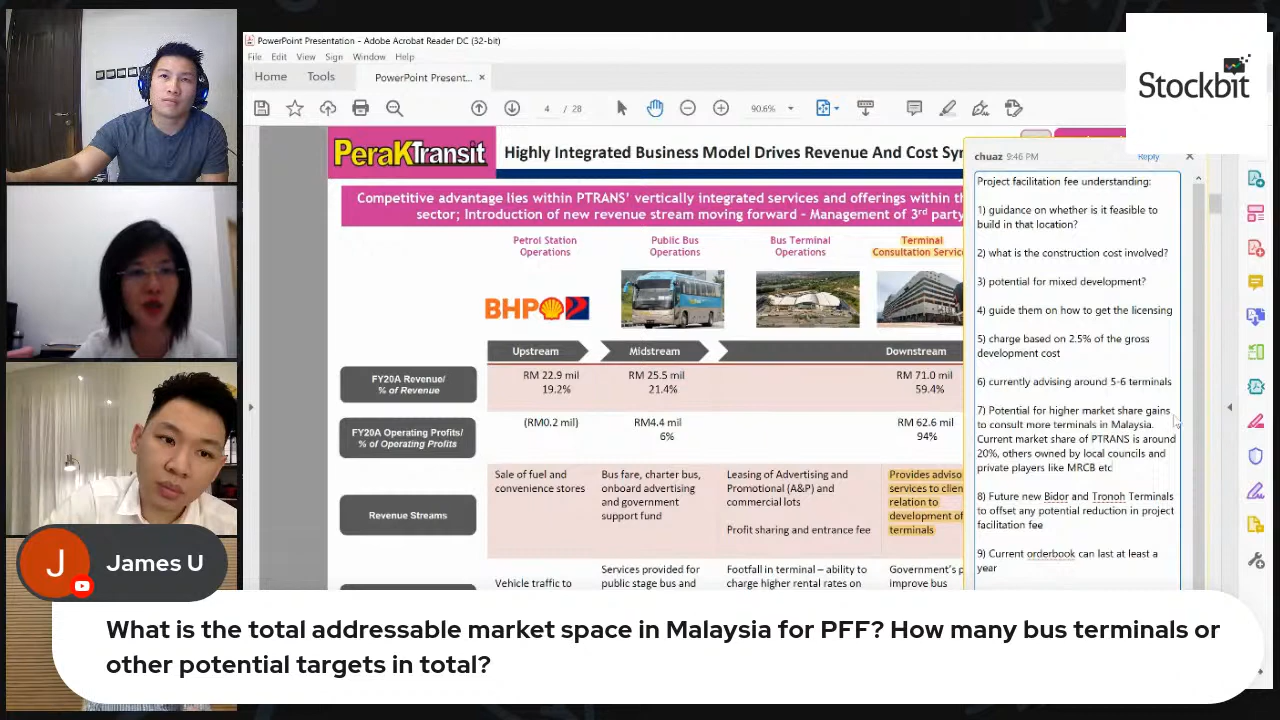 PowerPoint Presentation - Adobe Acrobat Reader DC (32-bit)
File Edit View Sign Window Help
Home Tools PowerPoint Present... ×
4 / 28 90.6%
Stockbit
PeraKTransit
Highly Integrated Business Model Drives Revenue And Cost Syn
Competitive advantage lies within PTRANS' vertically integrated services and offerings within th
sector; Introduction of new revenue stream moving forward - Management of 3rd party
Petrol Station
Operations
Public Bus
Operations
Bus Terminal
Operations
Terminal
Consultation Service
BHP
Upstream
Midstream
Downstream
FY20A Revenue/
% of Revenue
RM 22.9 mil
19.2%
RM 25.5 mil
21.4%
RM 71.0 mil
59.4%
FY20A Operating Profits/
% of Operating Profits
(RM0.2 mil)
RM4.4 mil
6%
RM 62.6 mil
94%
Revenue Streams
Sale of fuel and
convenience stores
Bus fare, charter bus,
onboard advertising
and government
support fund
Leasing of Advertising and
Promotional (A&P) and
commercial lots
Profit sharing and entrance fee
Provides adviso
services to clien
relation to
development of
terminals
Vehicle traffic to
Services provided for
public stage bus and
Footfall in terminal – ability to
charge higher rental rates on
Government's p
improve bus
chuaz 9:46 PM
Reply
Project facilitation fee understanding:
1) guidance on whether is it feasible to
build in that location?
2) what is the construction cost involved?
3) potential for mixed development?
4) guide them on how to get the licensing
5) charge based on 2.5% of the gross
development cost
6) currently advising around 5-6 terminals
7) Potential for higher market share gains
to consult more terminals in Malaysia.
Current market share of PTRANS is around
20%, others owned by local councils and
private players like MRCB etc
8) Future new Bidor and Tronoh Terminals
to offset any potential reduction in project
facilitation fee
9) Current orderbook can last at least a
year
J
James U
What is the total addressable market space in Malaysia for PFF? How many bus terminals or
other potential targets in total?